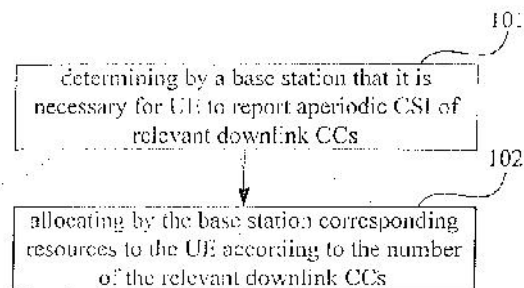 101
determining by a base station that it is
necessary for UE to report aperiodic CSI of
relevant downlink CCs
102
allocating by the base station corresponding
resources to the UE according to the number
of the relevant downlink CCs